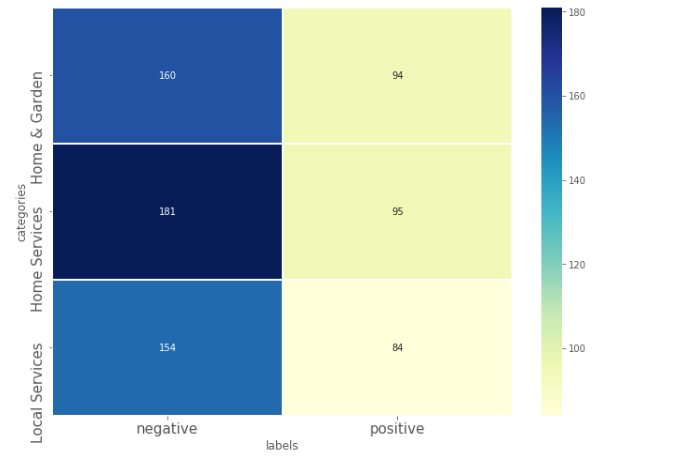 categories
Home & Garden
160
94
Home Services
181
95
Local Services
154
84
negative
positive
labels
180
160
140
120
100